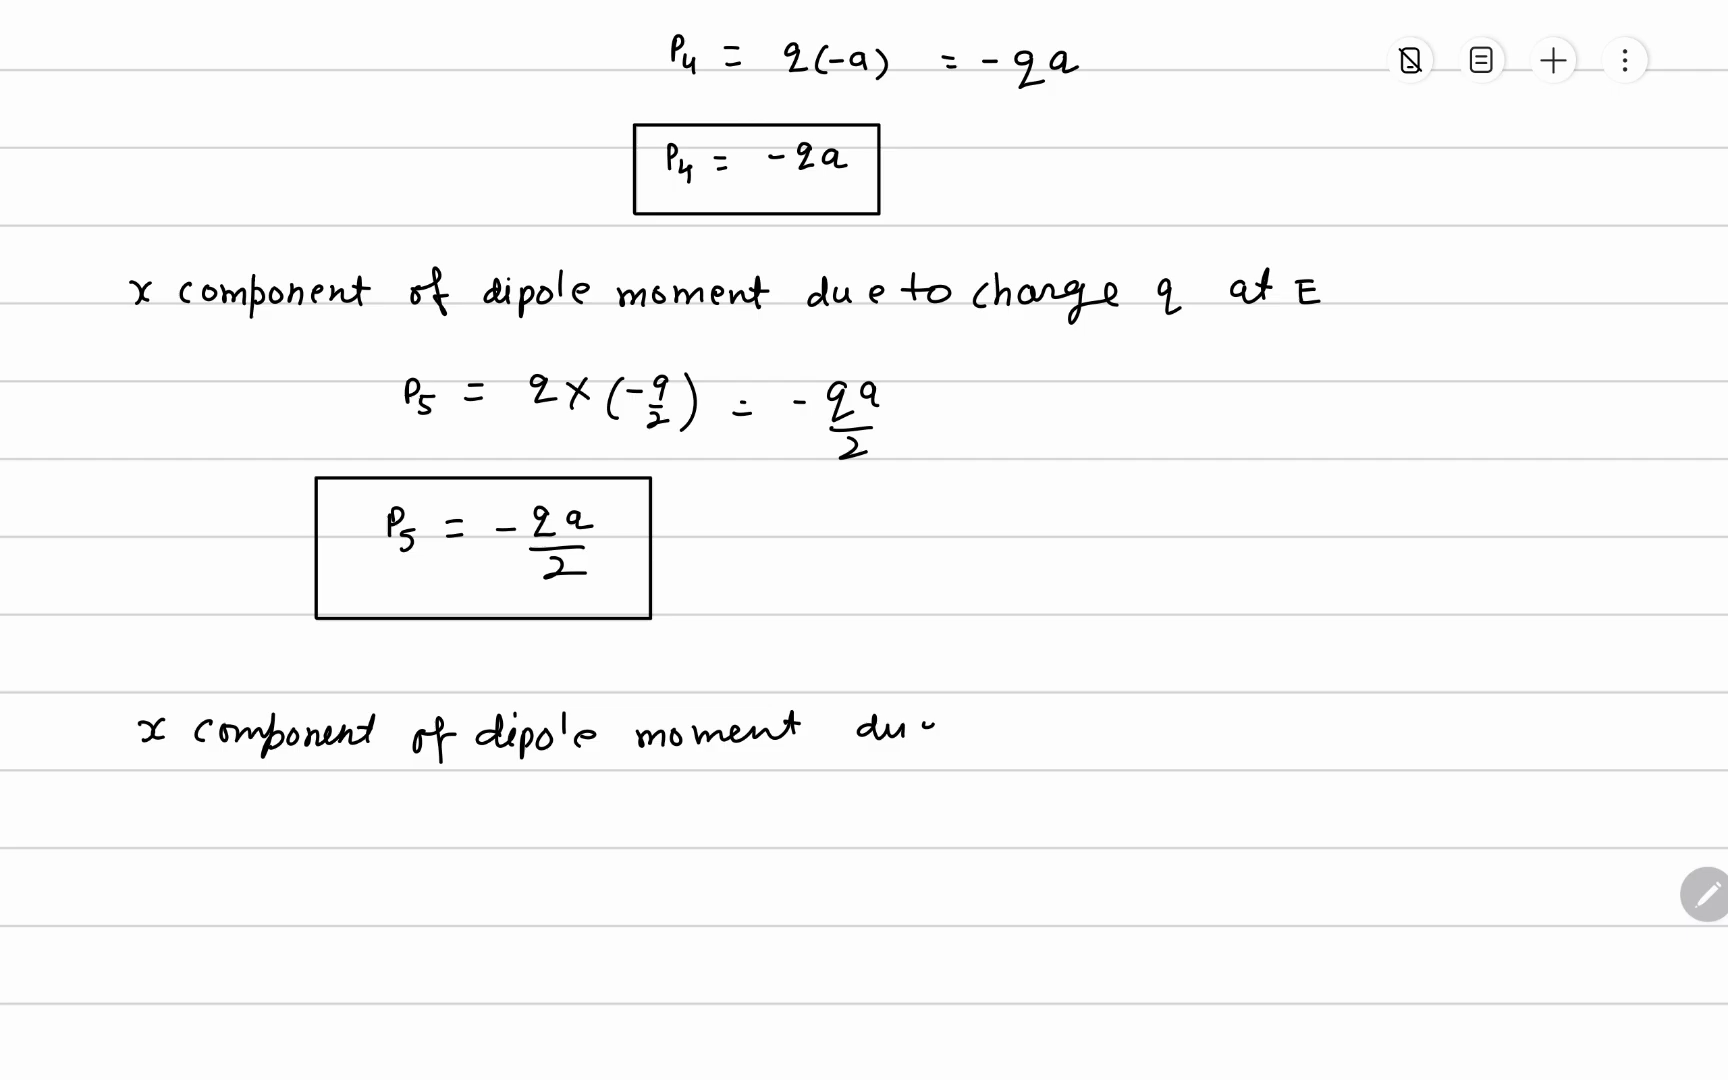 P₄ = q(-a) = - qa
P₄ = - qa
x component of dipole moment due to charge q at E
P₅ = q × (-a/2) = - qa/2
P₅ = - qa/2
x component of dipole moment du